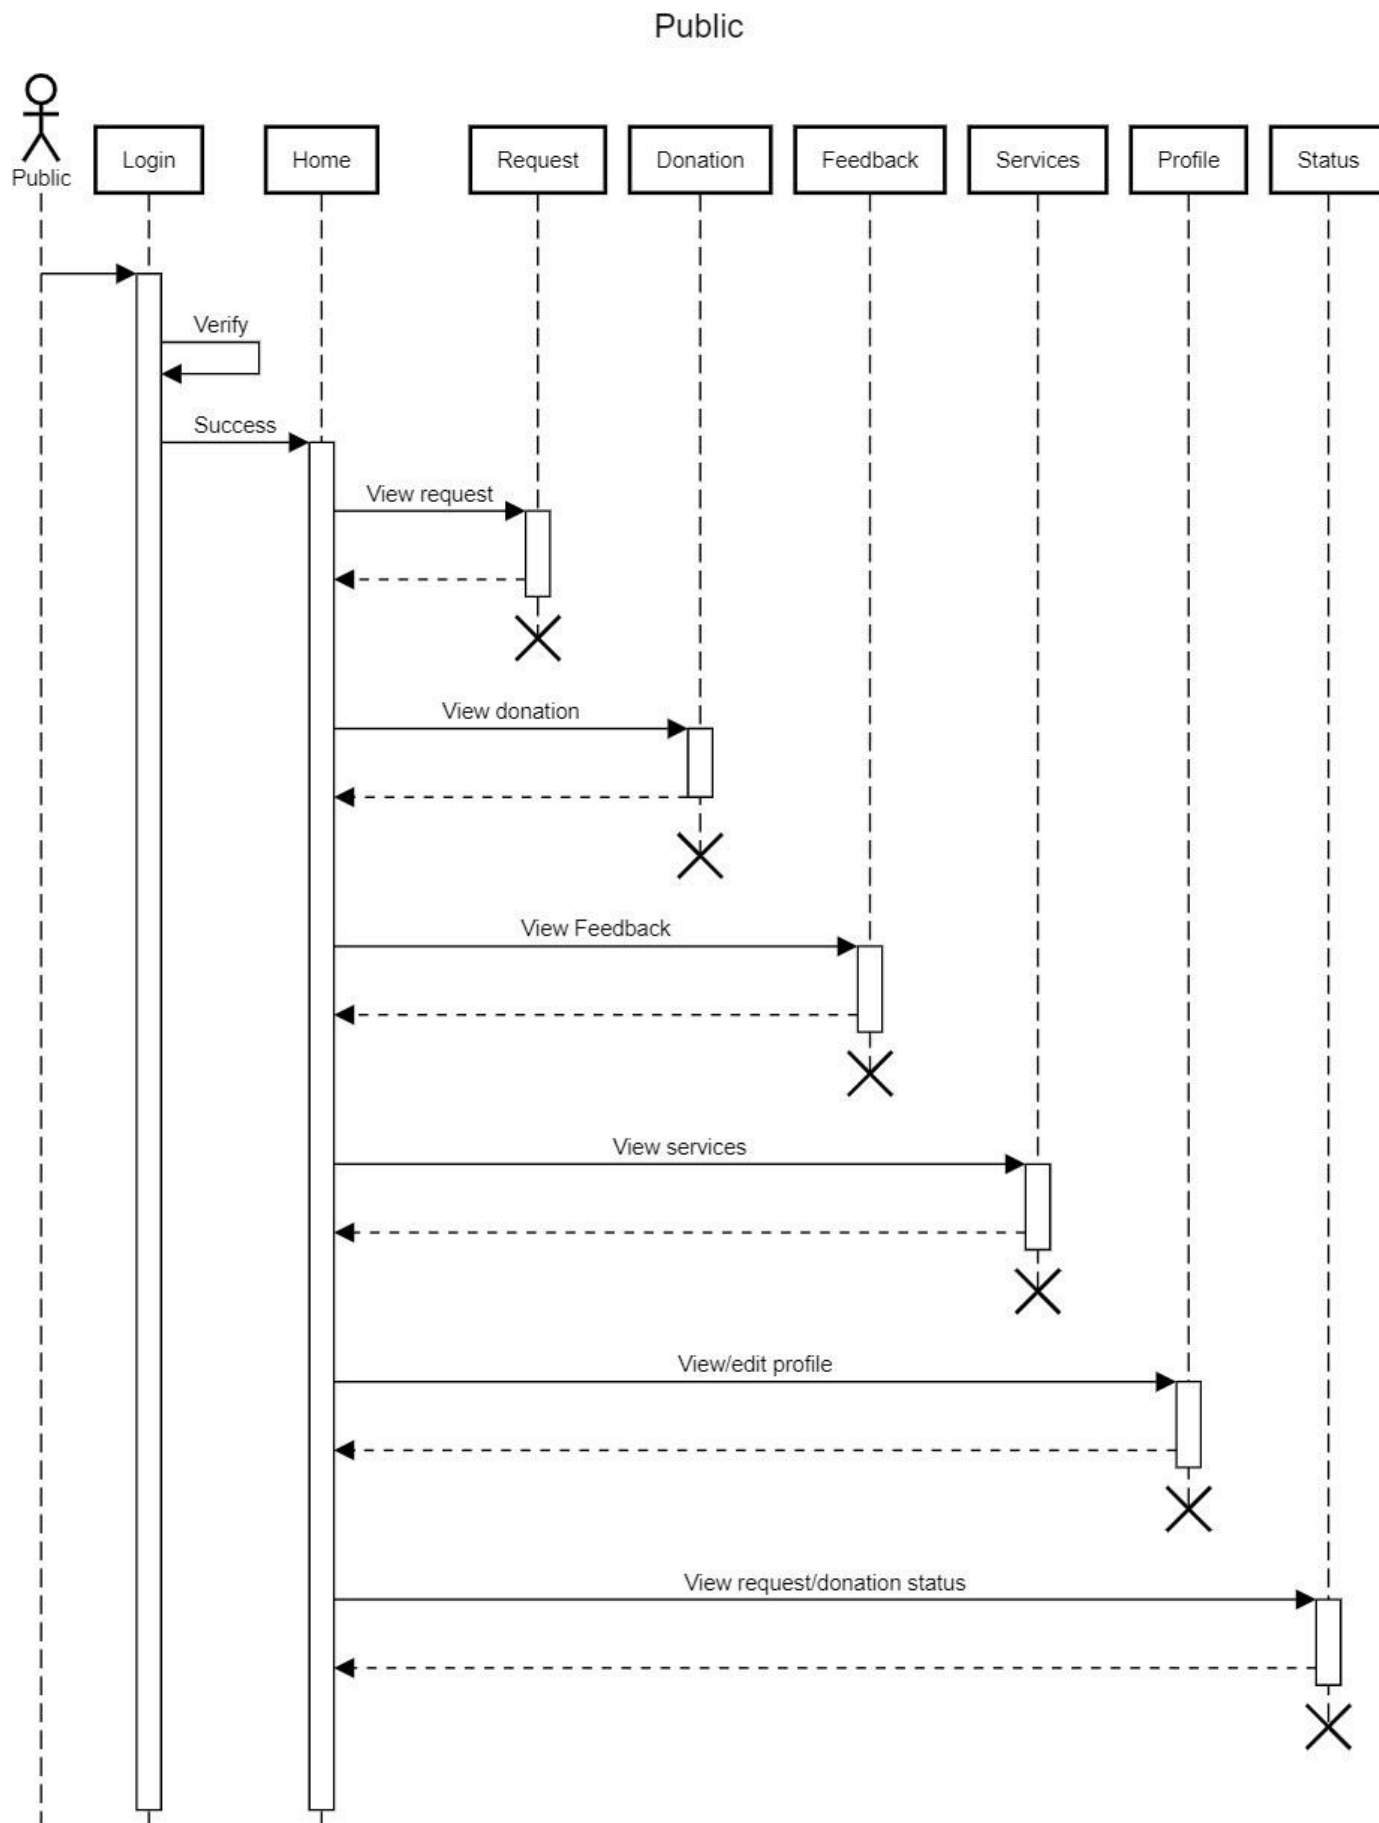 Public
Public
Login
Home
Request
Donation
Feedback
Services
Profile
Status
Verify
Success
View request
View donation
View Feedback
View services
View/edit profile
View request/donation status